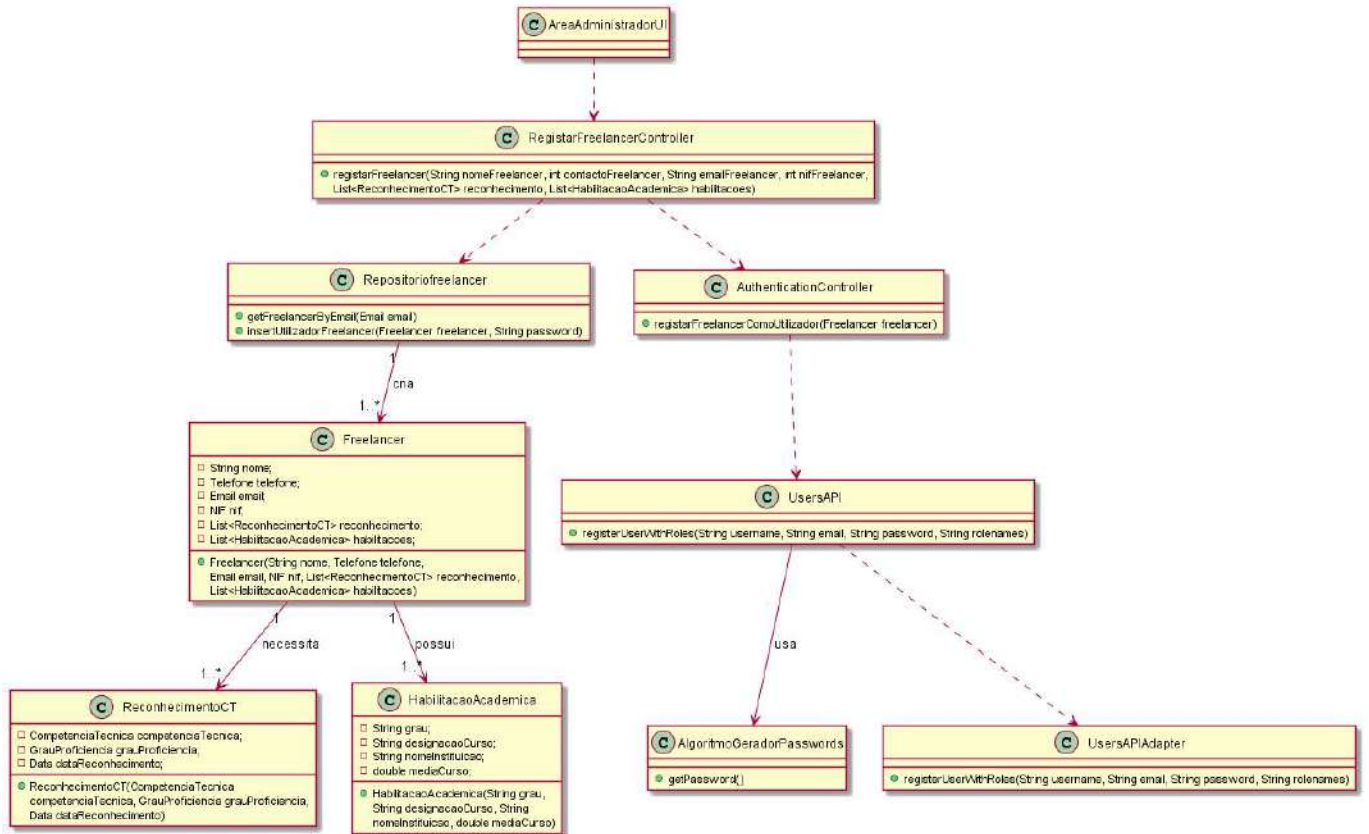 C AreaAdministradorUI
C RegistarFreelancerController
registarFreelancer(String nomeFreelancer, int contactoFreelancer, String emailFreelancer, int nifFreelancer,
List<ReconhecimentoCT> reconhecimento, List<HabilitacaoAcademica> habilitacoes)
C Repositoriofreelancer
getFreelancerByEmail(Email email)
insertUtilizadorFreelancer(Freelancer freelancer, String password)
C AuthenticationController
registarFreelancerComoUtilizador(Freelancer freelancer)
1
cria
1..*
C Freelancer
String nome;
Telefone telefone;
Email email;
NIF nif;
List<ReconhecimentoCT> reconhecimento;
List<HabilitacaoAcademica> habilitacoes;
Freelancer(String nome, Telefone telefone,
Email email, NIF nif, List<ReconhecimentoCT> reconhecimento,
List<HabilitacaoAcademica> habilitacoes)
C UsersAPI
registerUserWithRoles(String username, String email, String password, String rolenames)
1
necessita
1..*
1
possui
1..*
usa
C ReconhecimentoCT
CompetenciaTecnica competenciaTecnica;
GrauProficiencia grauProficiencia;
Data dataReconhecimento;
ReconhecimentoCT(CompetenciaTecnica
competenciaTecnica, GrauProficiencia grauProficiencia,
Data dataReconhecimento)
C HabilitacaoAcademica
String grau;
String designacaoCurso;
String nomeInstituicao;
double mediaCurso;
HabilitacaoAcademica(String grau,
String designacaoCurso, String
nomeInstituicao, double mediaCurso)
C AlgoritmoGeradorPasswords
getPassword()
C UsersAPIAdapter
registerUserWithRoles(String username, String email, String password, String rolenames)